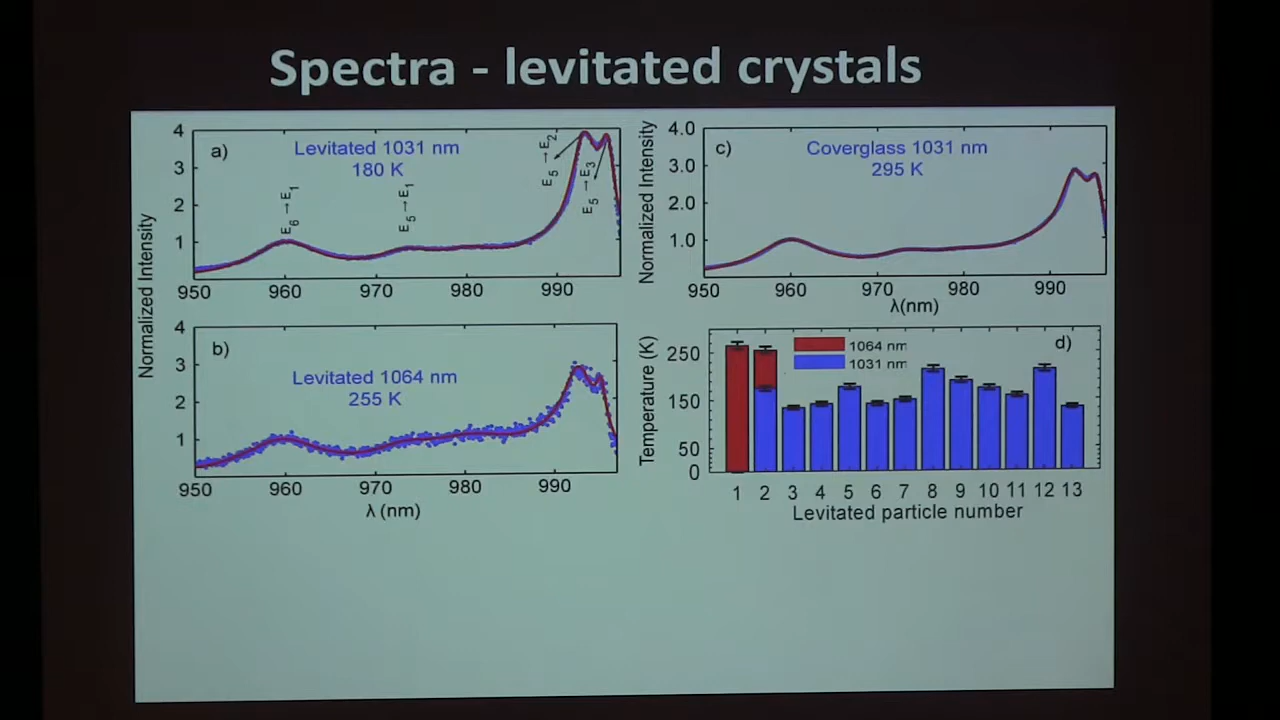 Spectra - levitated crystals
a)
Levitated 1031 nm
180 K
E6 → E1
E5 → E1
E5 → E2
E5 → E3
4
3
2
1
950 960 970 980 990
Normalized Intensity
b)
Levitated 1064 nm
255 K
4
3
2
1
950 960 970 980 990
λ (nm)
c)
Coverglass 1031 nm
295 K
Normalized Intensity
4.0
3.0
2.0
1.0
950 960 970 980 990
λ(nm)
d)
1064 nm
1031 nm
Temperature (K)
250
150
50
0
1 2 3 4 5 6 7 8 9 10 11 12 13
Levitated particle number